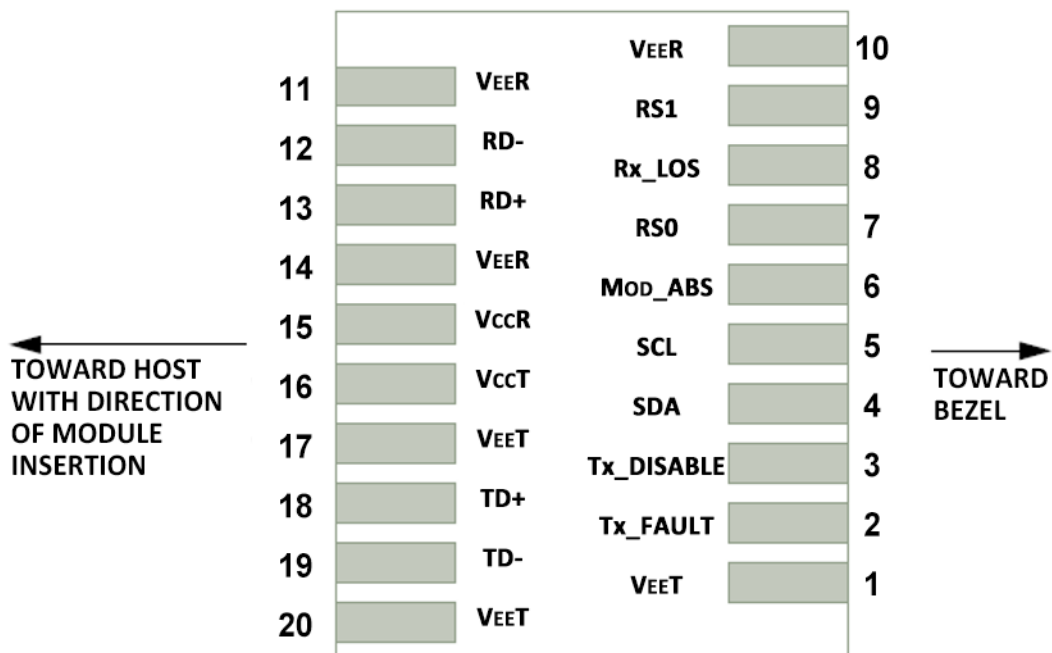 VEER 10
11 VEER
RS1 9
12 RD-
Rx_LOS 8
13 RD+
RS0 7
14 VEER
MOD_ABS 6
15 VCCR
SCL 5
TOWARD HOST
WITH DIRECTION
OF MODULE
INSERTION
TOWARD
BEZEL
16 VCCT
SDA 4
17 VEET
Tx_DISABLE 3
18 TD+
Tx_FAULT 2
19 TD-
VEET 1
20 VEET